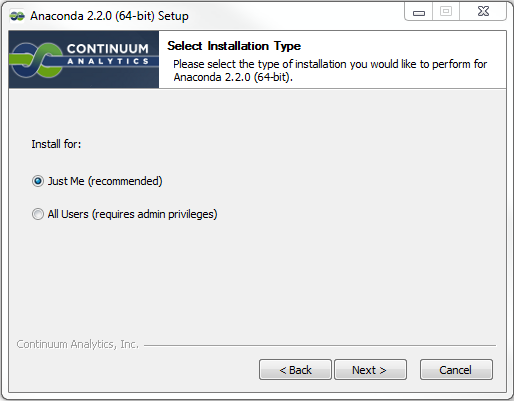 Anaconda 2.2.0 (64-bit) Setup
CONTINUUM
ANALYTICS
Select Installation Type
Please select the type of installation you would like to perform for
Anaconda 2.2.0 (64-bit).
Install for:
Just Me (recommended)
All Users (requires admin privileges)
Continuum Analytics, Inc.
< Back
Next >
Cancel